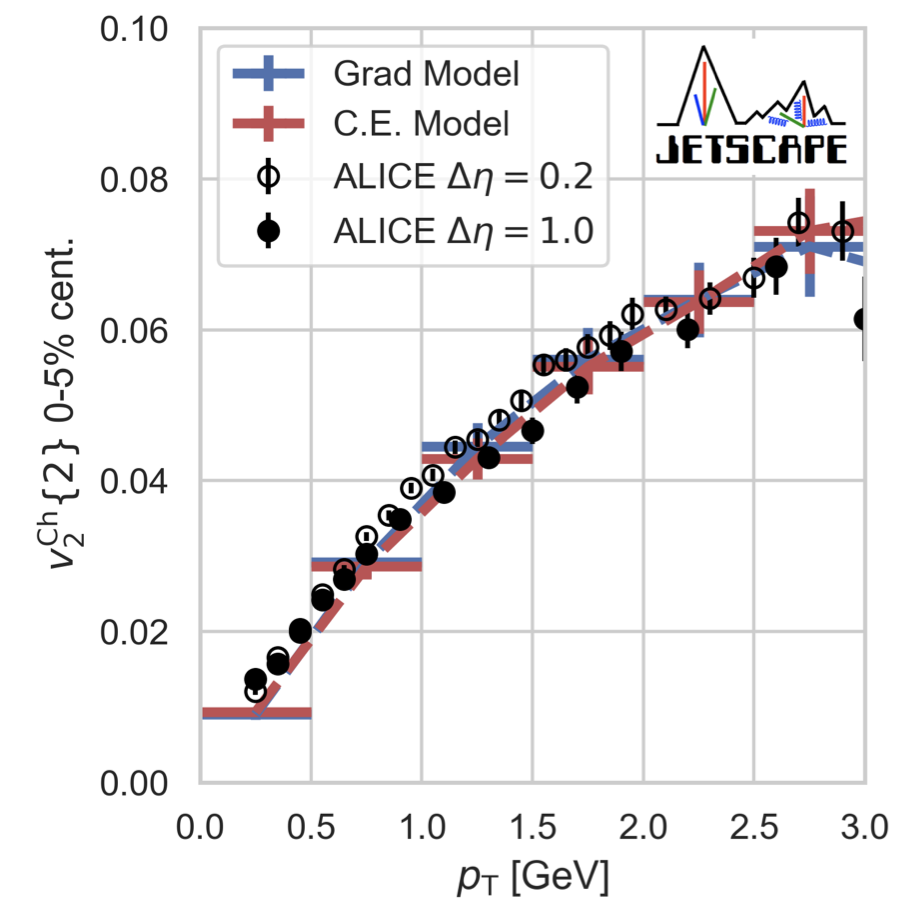 0.10
0.08
0.06
0.04
0.02
0.00
v₂^Ch{2} 0-5% cent.
Grad Model
C.E. Model
ALICE Δη = 0.2
ALICE Δη = 1.0
JETSCAPE
0.0 0.5 1.0 1.5 2.0 2.5 3.0
p_T [GeV]